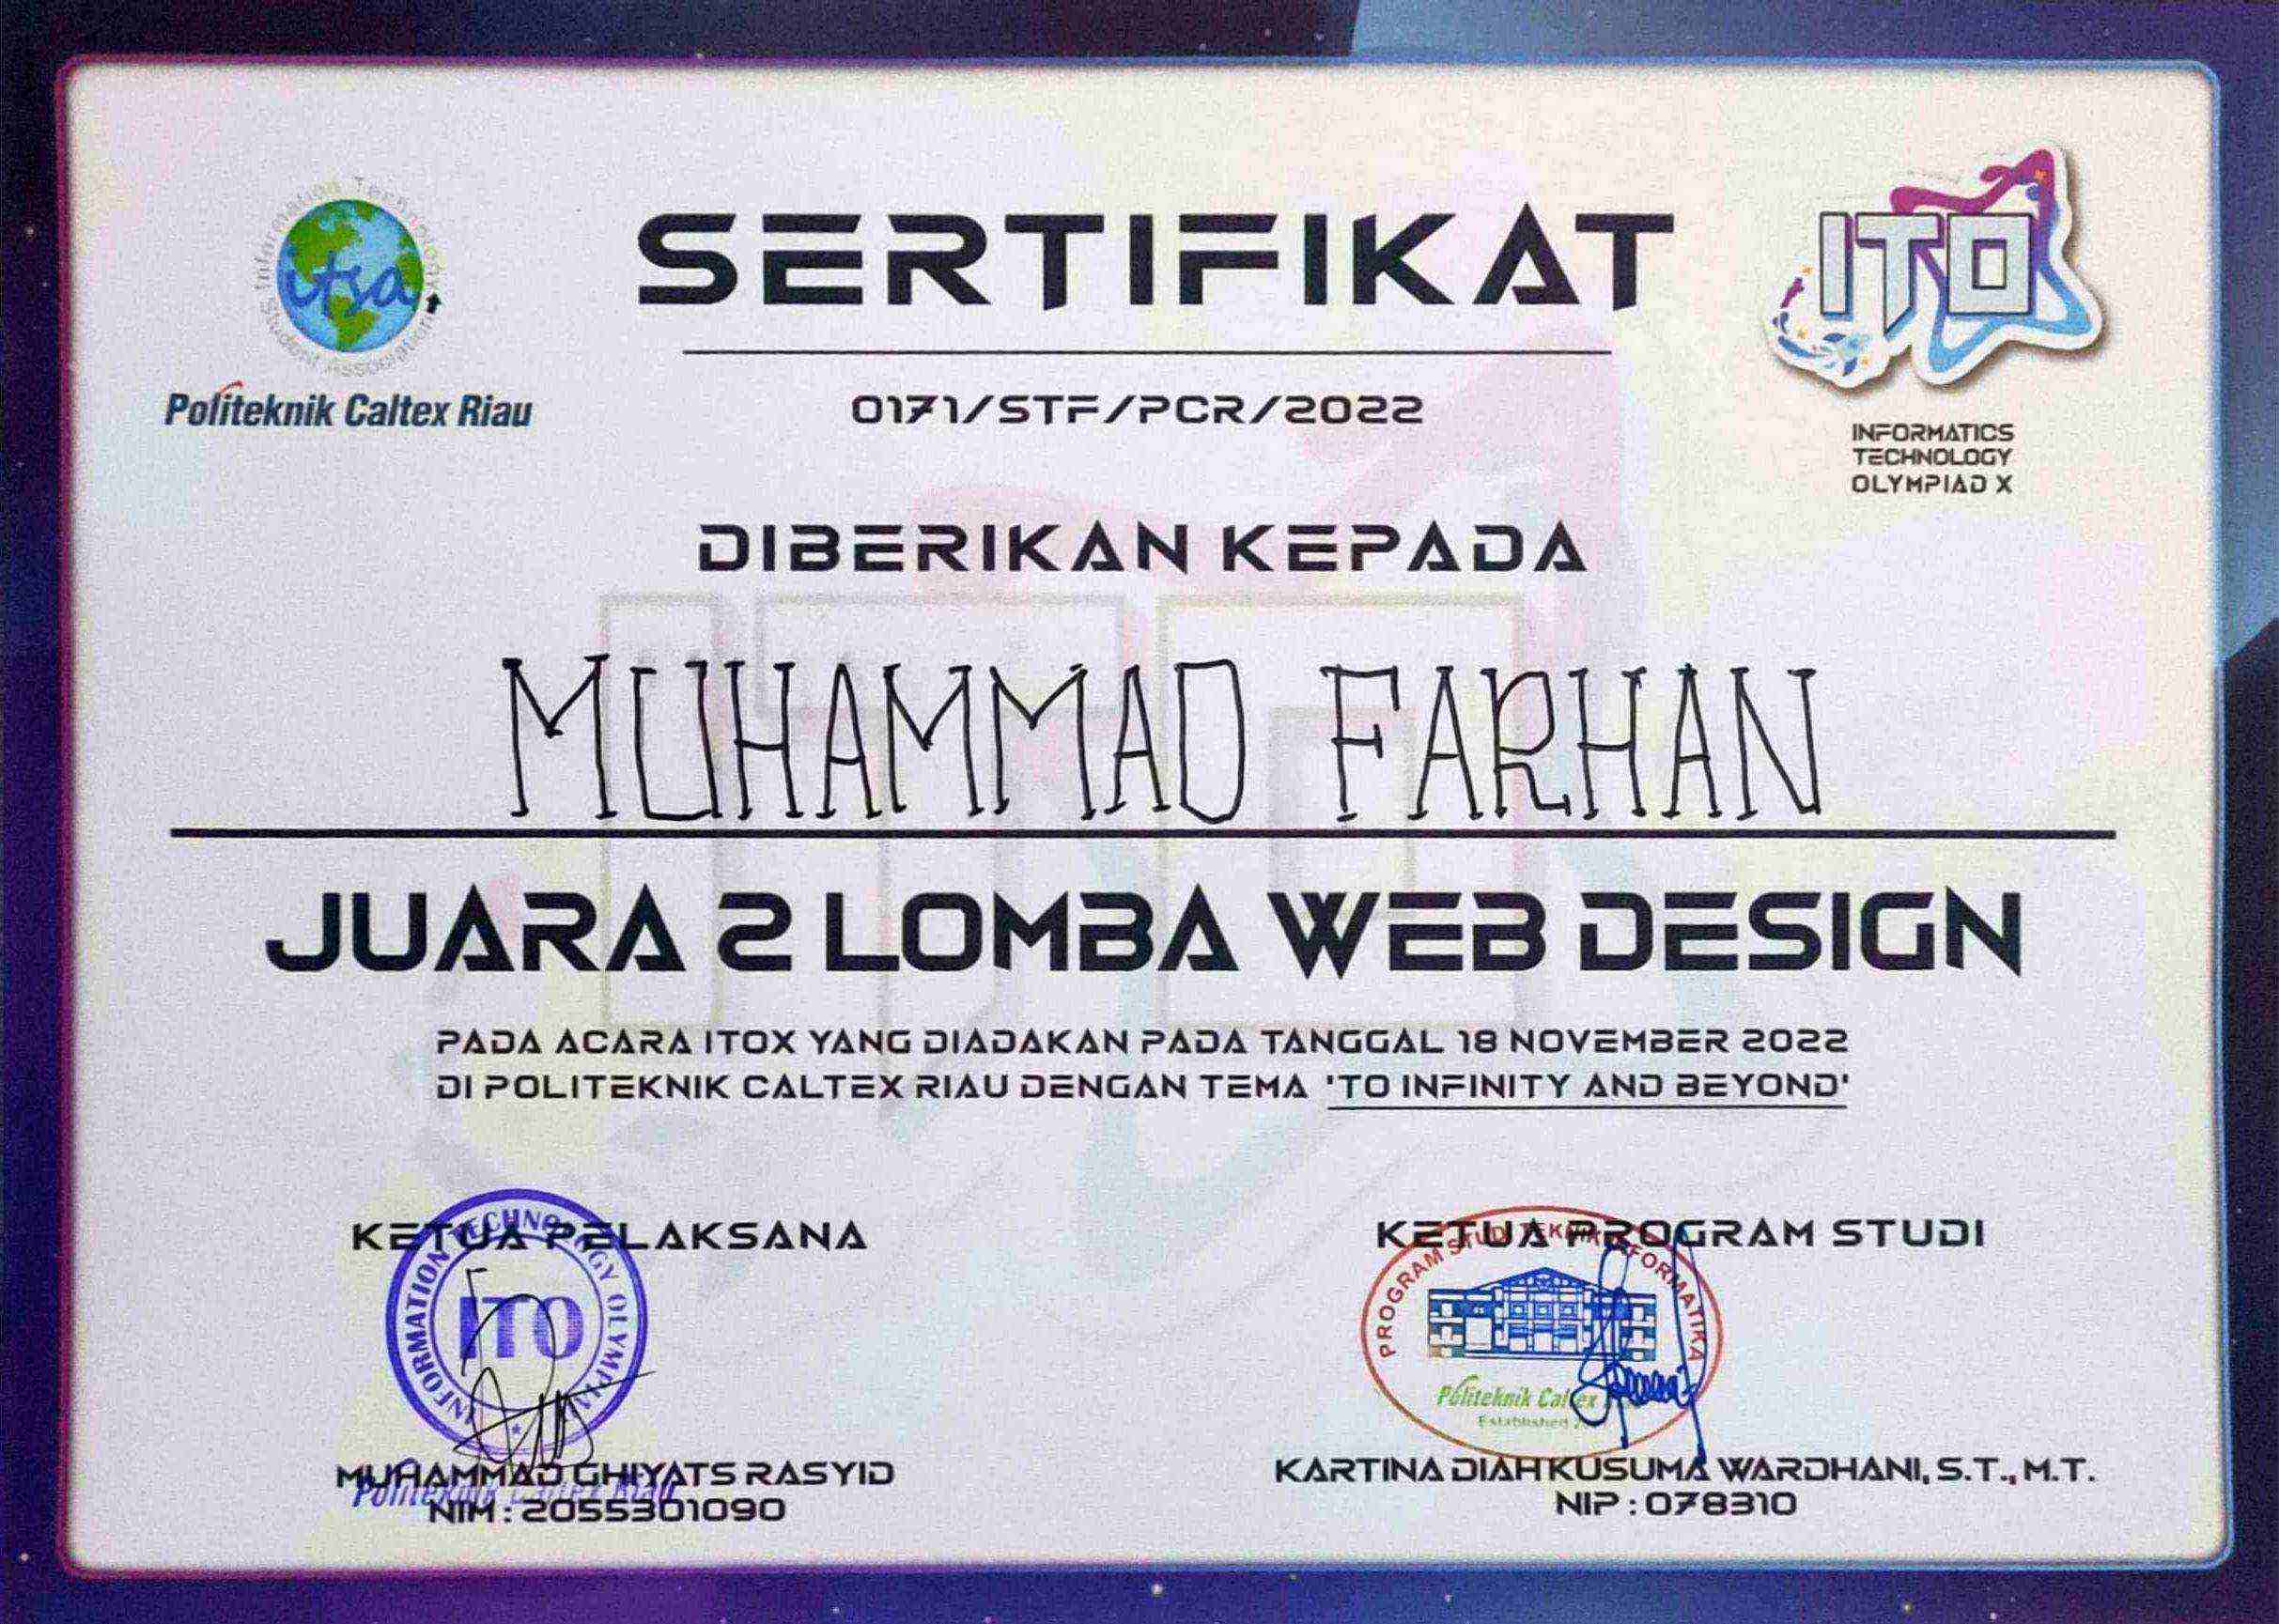 Information Technology
Student Association
itsa
Politeknik Caltex Riau
SERTIFIKAT
0171/STF/PCR/2022
ITO
INFORMATICS
TECHNOLOGY
OLYMPIAD X
DIBERIKAN KEPADA
MUHAMMAD FARHAN
JUARA 2 LOMBA WEB DESIGN
PADA ACARA ITOX YANG DIADAKAN PADA TANGGAL 18 NOVEMBER 2022
DI POLITEKNIK CALTEX RIAU DENGAN TEMA 'TO INFINITY AND BEYOND'
KETUA PELAKSANA
INFORMATION TECHNOLOGY OLYMPIAD
ITO
Politeknik Caltex Riau
MUHAMMAD GHIYATS RASYID
NIM : 2055301090
KETUA PROGRAM STUDI
PROGRAM STUDI TEKNIK INFORMATIKA
Politeknik Caltex
Established
KARTINA DIAH KUSUMA WARDHANI, S.T., M.T.
NIP : 078310